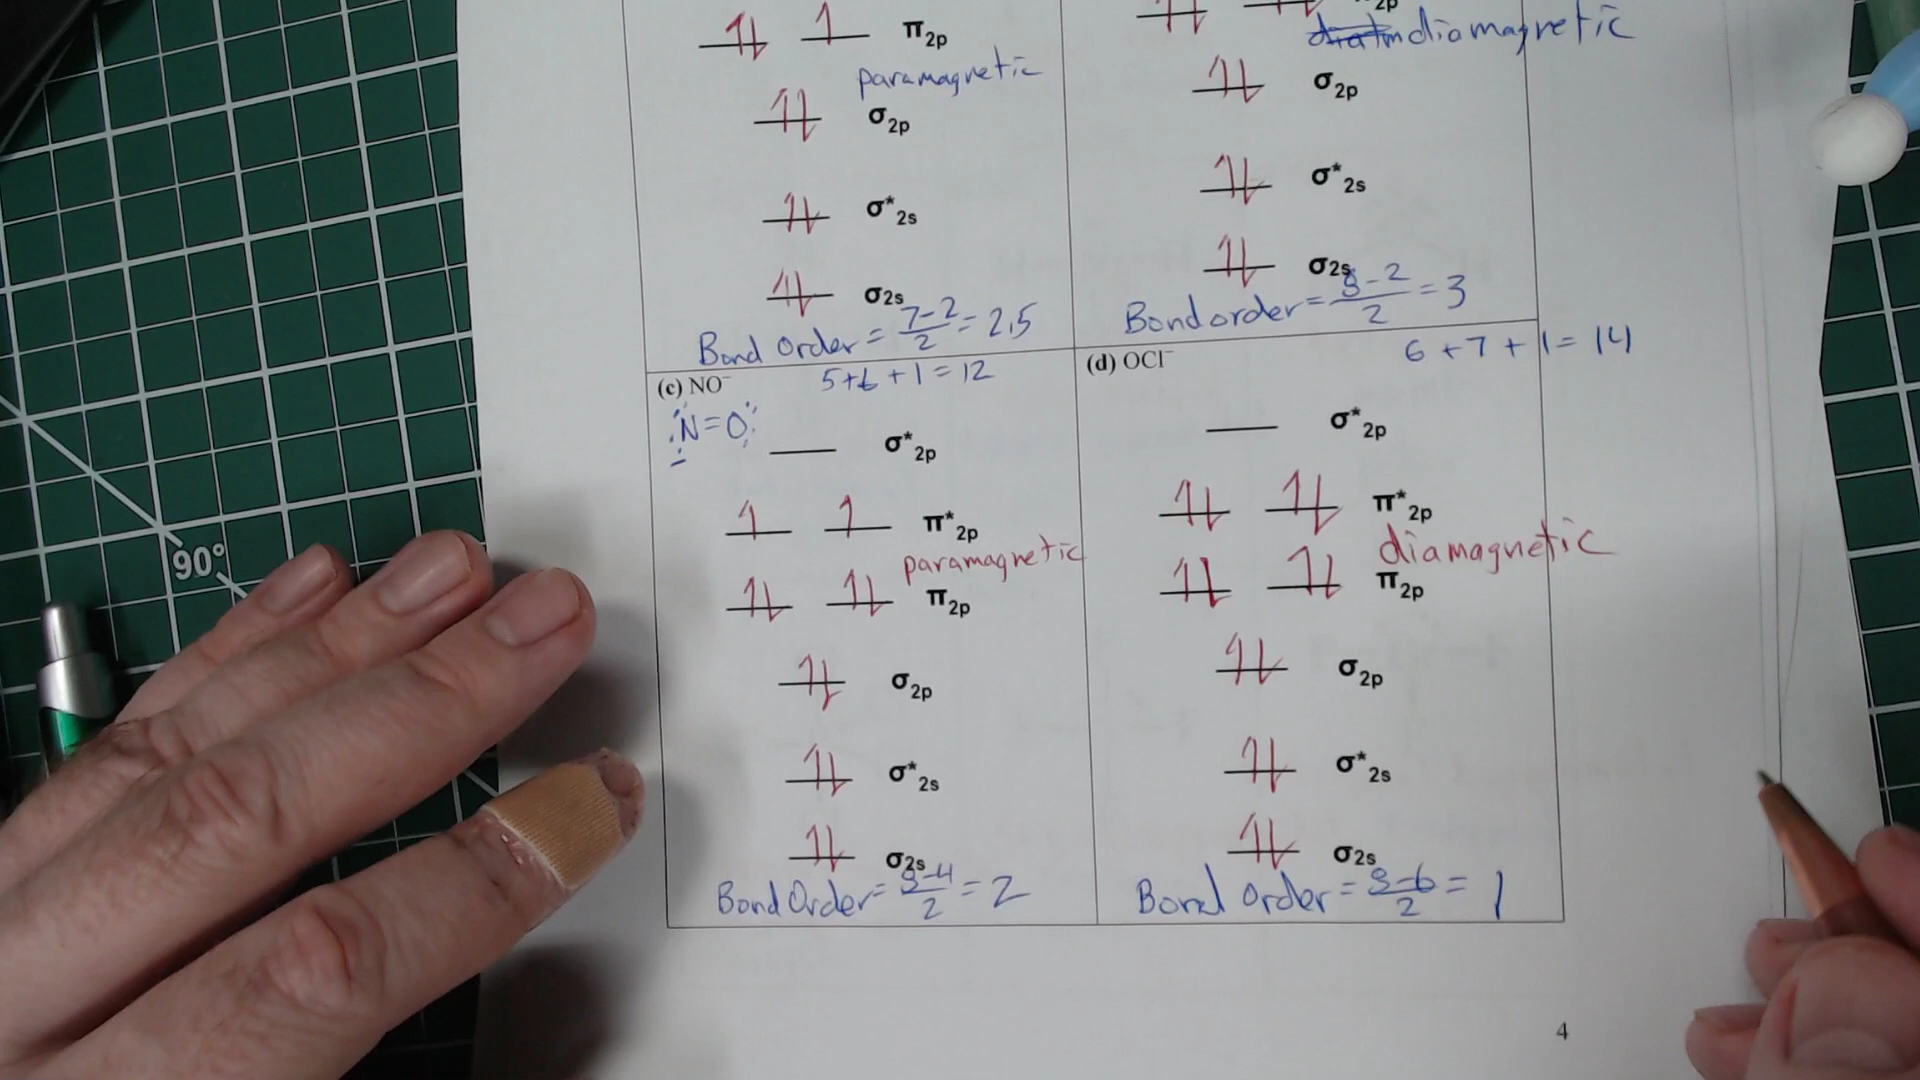 π2p
paramagnetic
σ2p
σ*2s
σ2s
Bond Order = 7-2/2 = 2.5
2p
diamagnetic
σ2p
σ*2s
σ2s
Bond order = 8-2/2 = 3
(c) NO⁻ 5+6+1=12
:N=O:
σ*2p
π*2p
paramagnetic
π2p
σ2p
σ*2s
σ2s
Bond Order = 8-4/2 = 2
(d) OCl⁻ 6+7+1=14
σ*2p
π*2p
diamagnetic
π2p
σ2p
σ*2s
σ2s
Bond Order = 8-6/2 = 1
4
90°